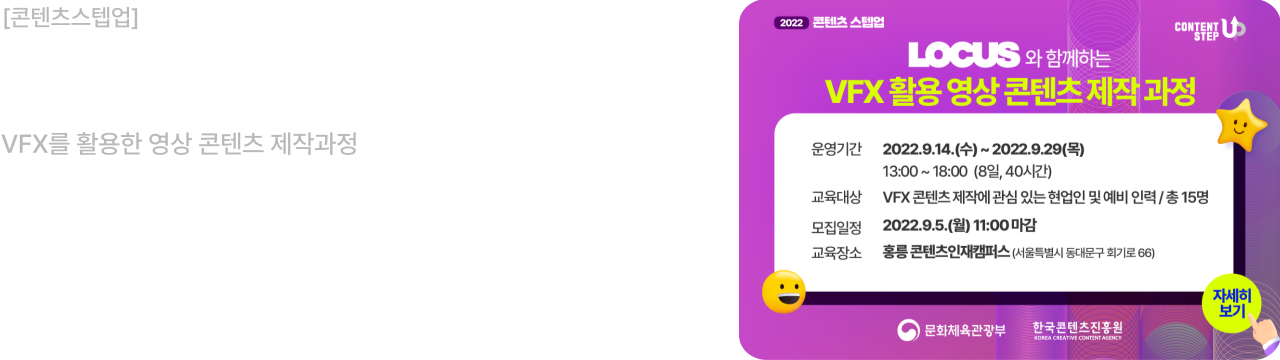 [콘텐츠스텝업]
VFX를 활용한 영상 콘텐츠 제작과정
2022 콘텐츠 스텝업
CONTENT STEP UP
LOCUS 와 함께하는
VFX 활용 영상 콘텐츠 제작 과정
운영기간 2022.9.14.(수) ~ 2022.9.29(목)
13:00 ~ 18:00 (8일, 40시간)
교육대상 VFX 콘텐츠 제작에 관심 있는 현업인 및 예비 인력 / 총 15명
모집일정 2022.9.5.(월) 11:00 마감
교육장소 홍릉 콘텐츠인재캠퍼스 (서울특별시 동대문구 회기로 66)
자세히
보기
문화체육관광부 한국콘텐츠진흥원
KOREA CREATIVE CONTENT AGENCY